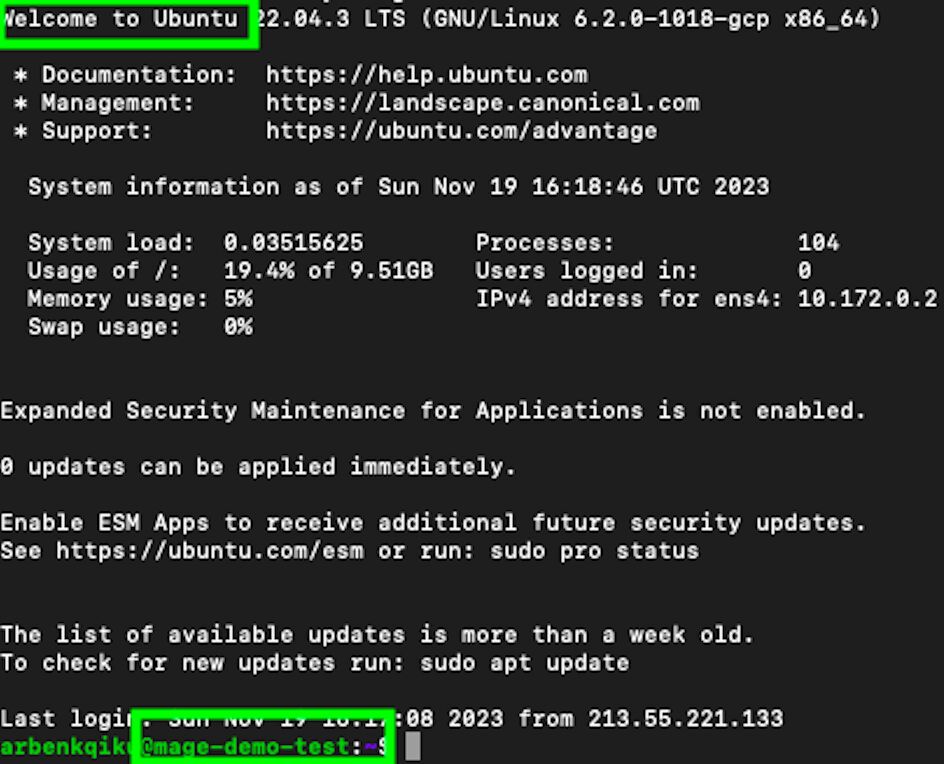 Welcome to Ubuntu 22.04.3 LTS (GNU/Linux 6.2.0-1018-gcp x86_64)
* Documentation: https://help.ubuntu.com
* Management: https://landscape.canonical.com
* Support: https://ubuntu.com/advantage
System information as of Sun Nov 19 16:18:46 UTC 2023
System load: 0.03515625 Processes: 104
Usage of /: 19.4% of 9.51GB Users logged in: 0
Memory usage: 5% IPv4 address for ens4: 10.172.0.2
Swap usage: 0%
Expanded Security Maintenance for Applications is not enabled.
0 updates can be applied immediately.
Enable ESM Apps to receive additional future security updates.
See https://ubuntu.com/esm or run: sudo pro status
The list of available updates is more than a week old.
To check for new updates run: sudo apt update
Last login: Sun Nov 19 16:17:08 2023 from 213.55.221.133
arbenkqiku@mage-demo-test:~$